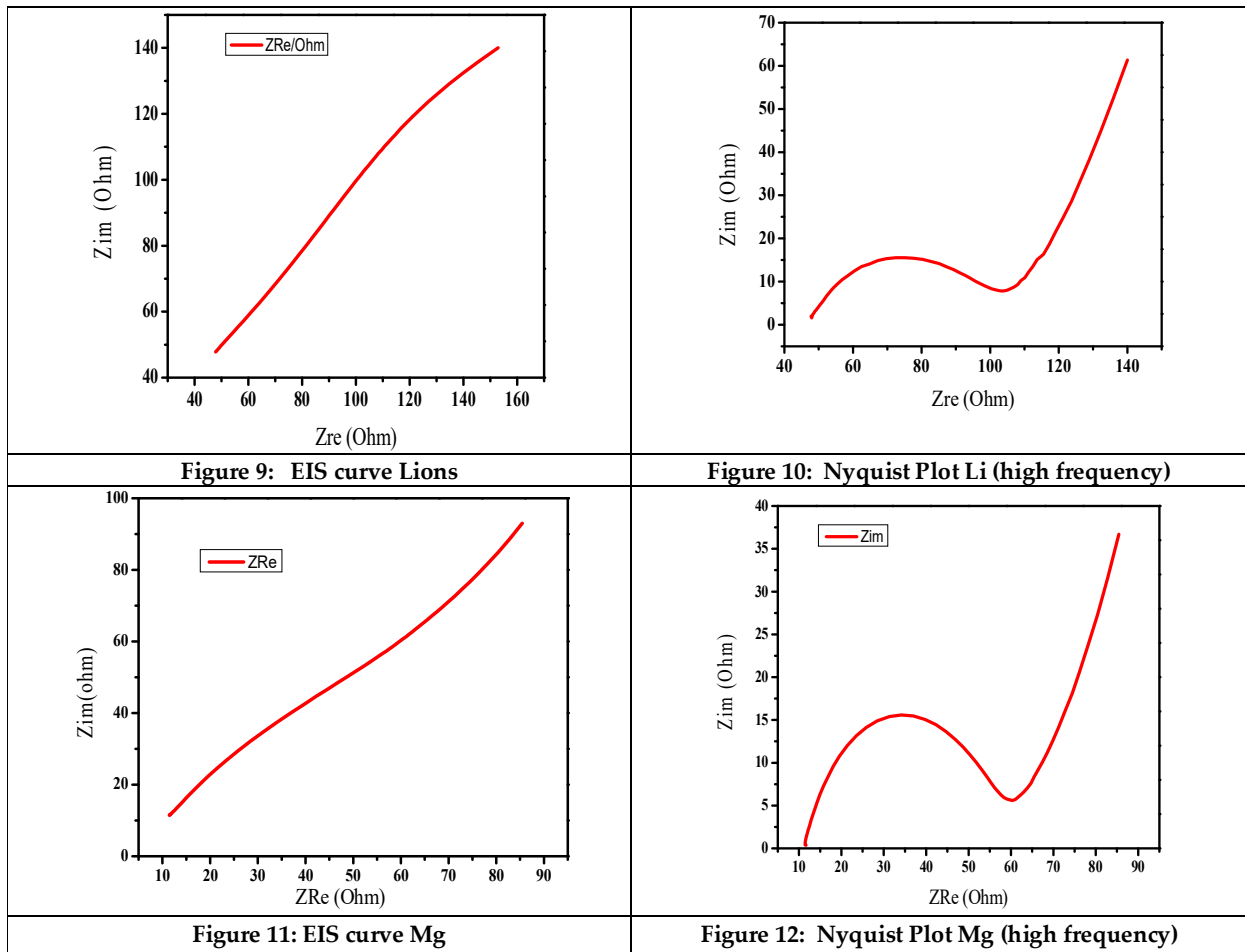 ZRe/Ohm
140
120
100
80
60
40
Zim (Ohm)
40 60 80 100 120 140 160
Zre (Ohm)
70
60
50
40
30
20
10
0
Zim (Ohm)
40 60 80 100 120 140
Zre (Ohm)
Figure 9: EIS curve Lions
Figure 10: Nyquist Plot Li (high frequency)
ZRe
100
80
60
40
20
0
Zim(ohm)
10 20 30 40 50 60 70 80 90
ZRe (Ohm)
Zim
40
35
30
25
20
15
10
5
0
Zim (Ohm)
10 20 30 40 50 60 70 80 90
ZRe (Ohm)
Figure 11: EIS curve Mg
Figure 12: Nyquist Plot Mg (high frequency)